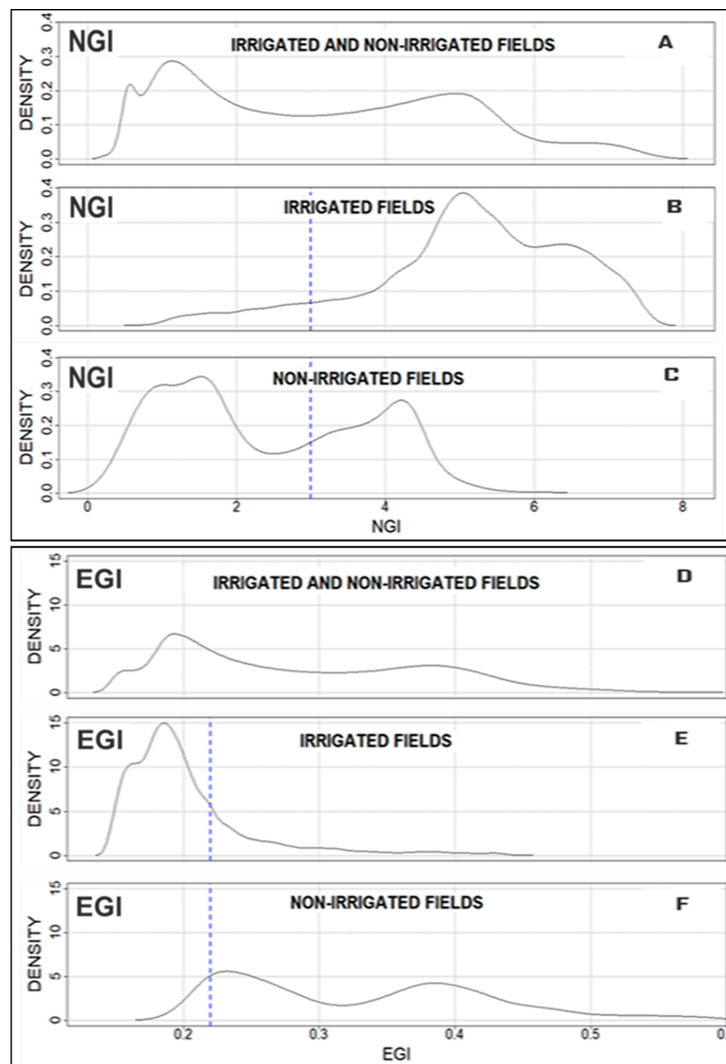 NGI IRRIGATED AND NON-IRRIGATED FIELDS A
DENSITY
0.0 0.1 0.2 0.3 0.4
NGI IRRIGATED FIELDS B
DENSITY
0.0 0.1 0.2 0.3 0.4
NGI NON-IRRIGATED FIELDS C
DENSITY
0.0 0.1 0.2 0.3 0.4
0 2 4 6 8
NGI
EGI IRRIGATED AND NON-IRRIGATED FIELDS D
DENSITY
0 5 10 15
EGI IRRIGATED FIELDS E
DENSITY
0 5 10 15
EGI NON-IRRIGATED FIELDS F
DENSITY
0 5 10 15
0.2 0.3 0.4 0.5
EGI